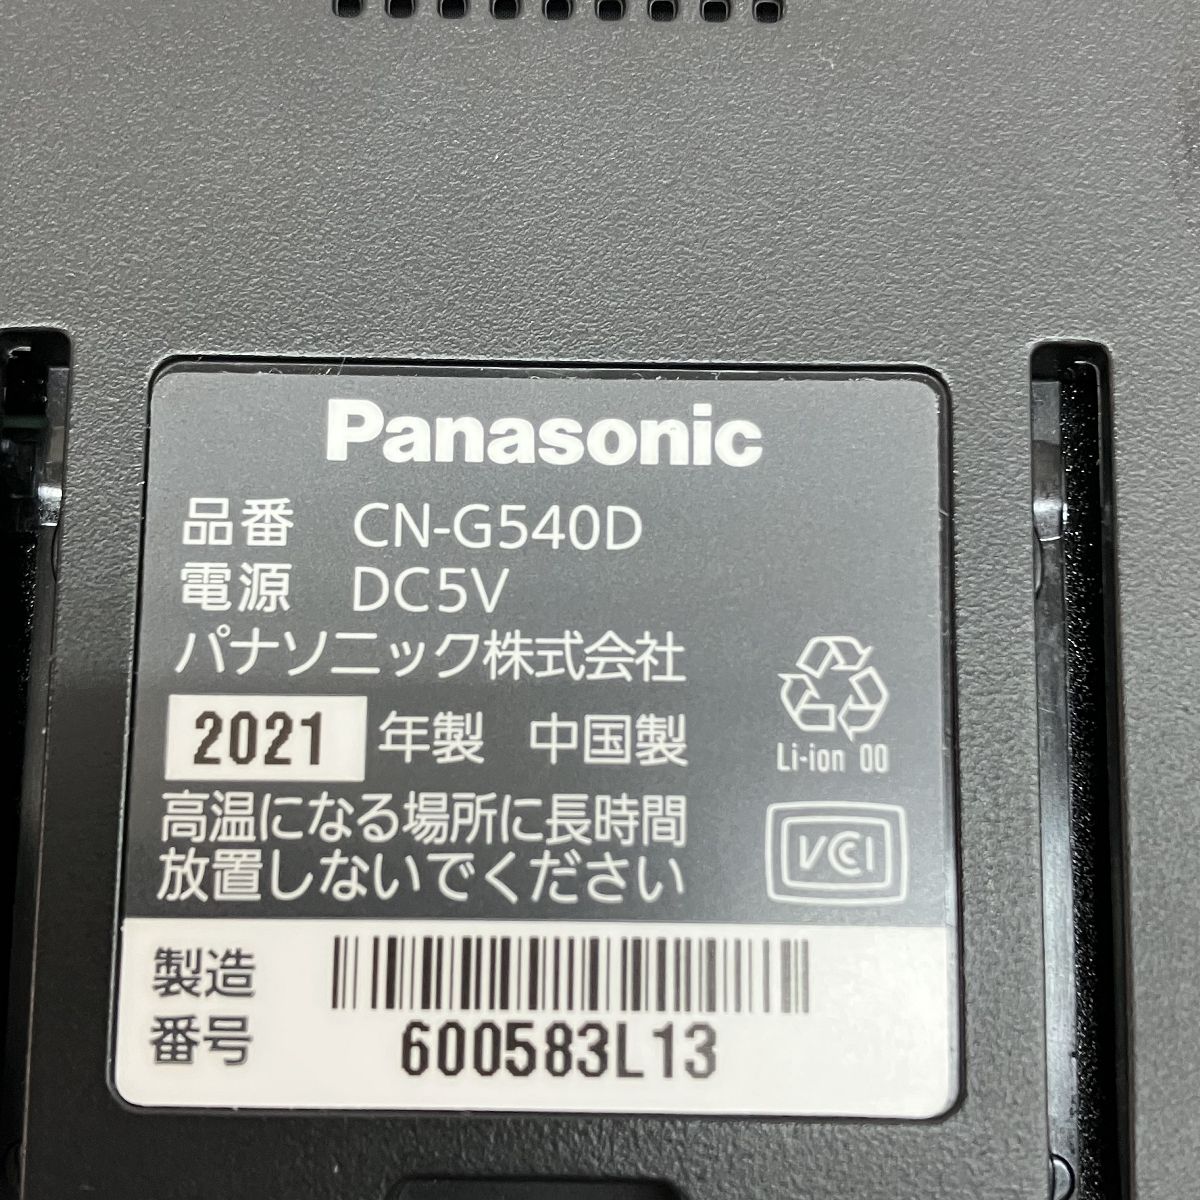 Panasonic
品番 CN-G540D
電源 DC5V
パナソニック株式会社
2021 年製 中国製
Li-ion 00
高温になる場所に長時間
放置しないでください
VCCI
製造
番号
600583L13